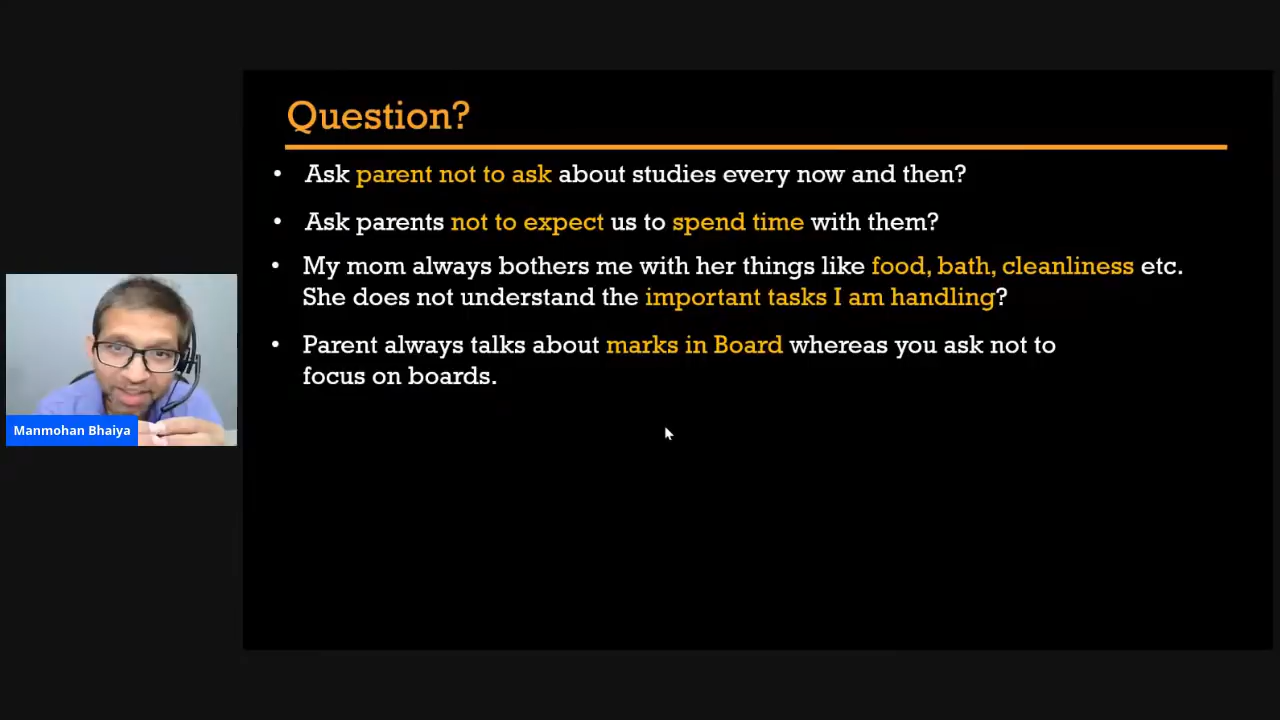 Question?
• Ask parent not to ask about studies every now and then?
• Ask parents not to expect us to spend time with them?
• My mom always bothers me with her things like food, bath, cleanliness etc.
She does not understand the important tasks I am handling?
• Parent always talks about marks in Board whereas you ask not to
focus on boards.
Manmohan Bhaiya